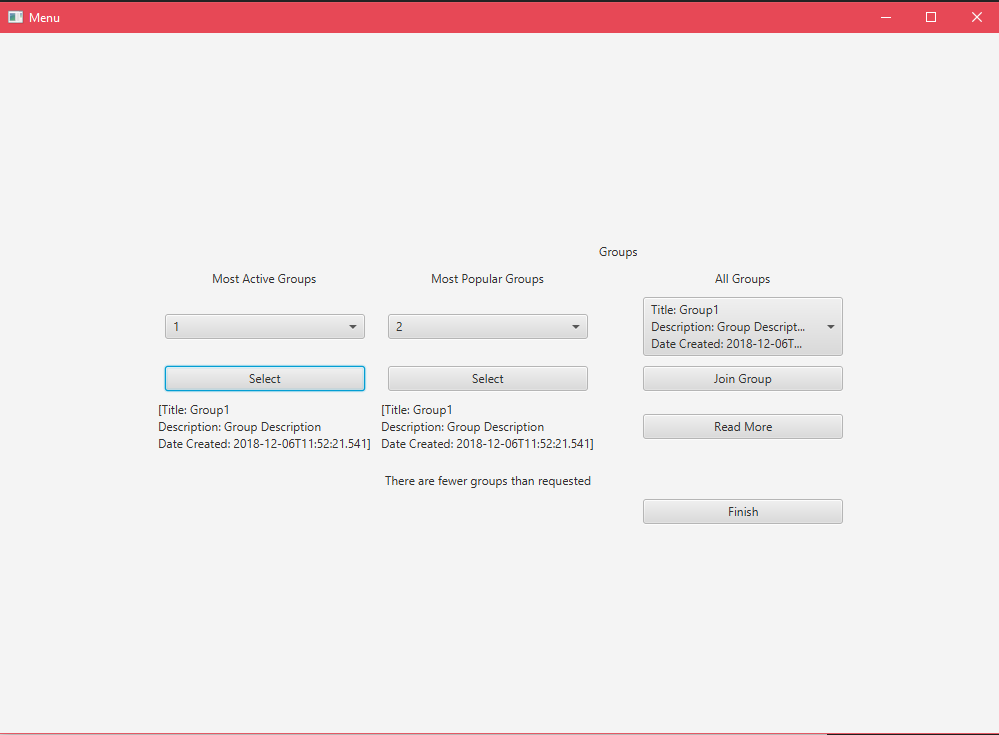 Menu
Groups
Most Active Groups
Most Popular Groups
All Groups
1
2
Title: Group1
Description: Group Descript...
Date Created: 2018-12-06T...
Select
Select
Join Group
[Title: Group1
Description: Group Description
Date Created: 2018-12-06T11:52:21.541]
[Title: Group1
Description: Group Description
Date Created: 2018-12-06T11:52:21.541]
Read More
There are fewer groups than requested
Finish